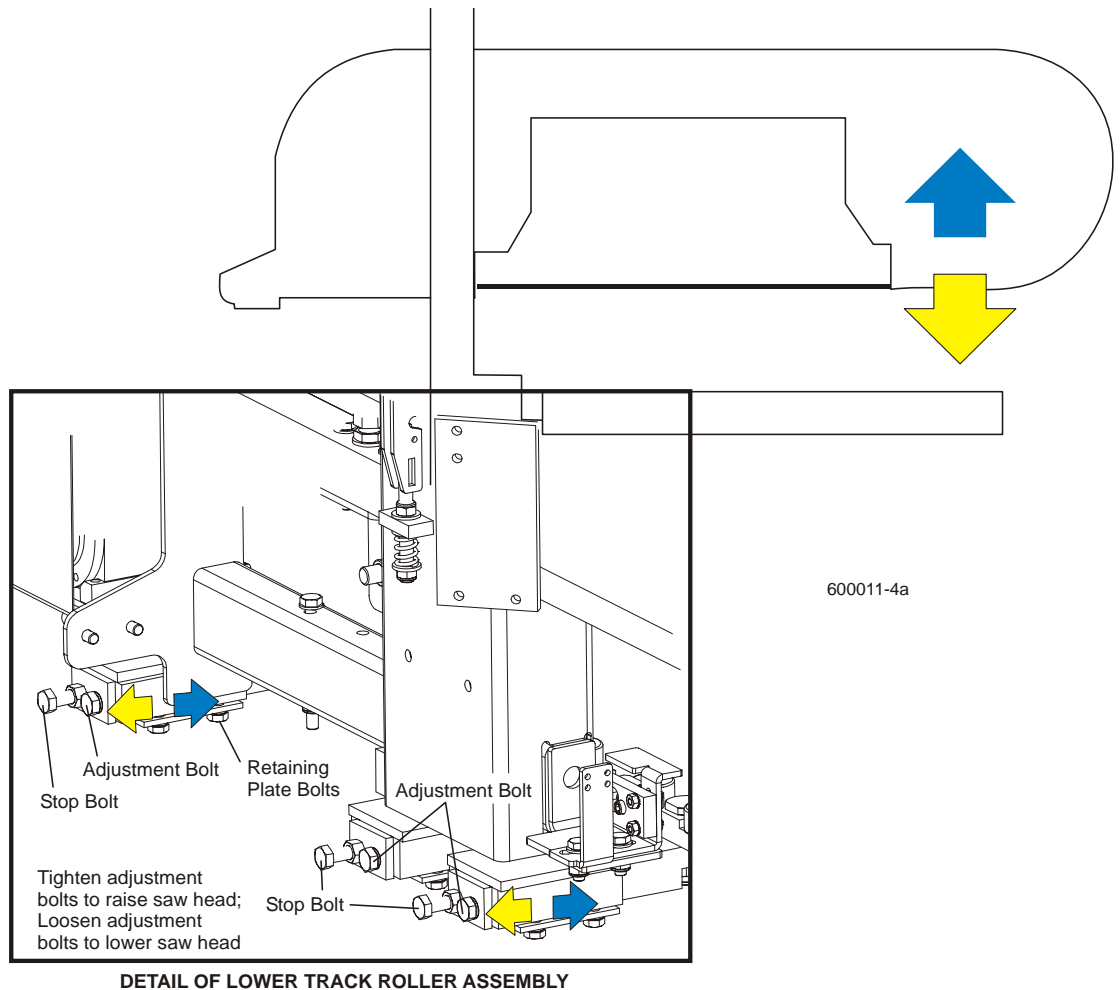 600011-4a
Adjustment Bolt
Stop Bolt
Retaining
Plate Bolts
Adjustment Bolt
Stop Bolt
Tighten adjustment
bolts to raise saw head;
Loosen adjustment
bolts to lower saw head
DETAIL OF LOWER TRACK ROLLER ASSEMBLY